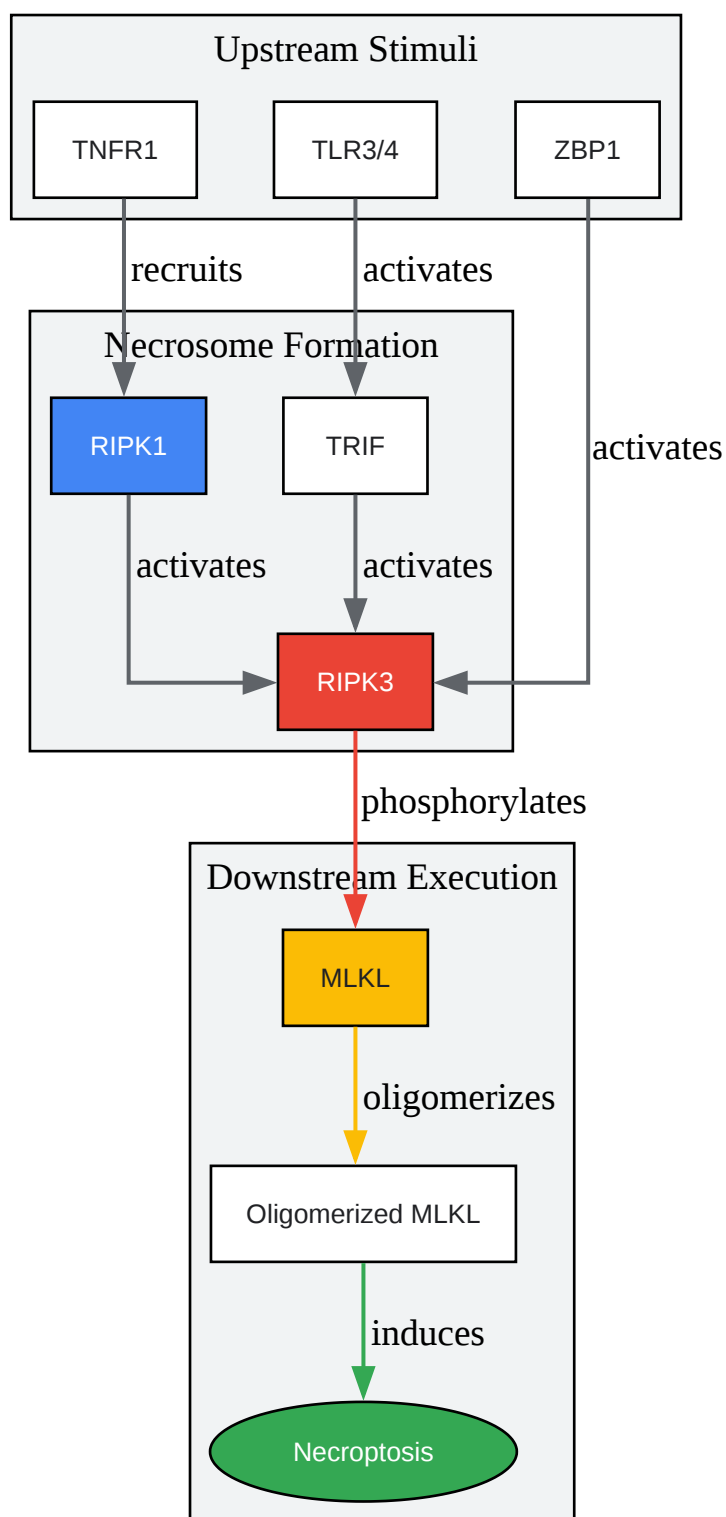 Upstream Stimuli
TNFR1
TLR3/4
ZBP1
recruits
activates
Necrosome Formation
RIPK1
TRIF
activates
activates
activates
RIPK3
phosphorylates
Downstream Execution
MLKL
oligomerizes
Oligomerized MLKL
induces
Necroptosis